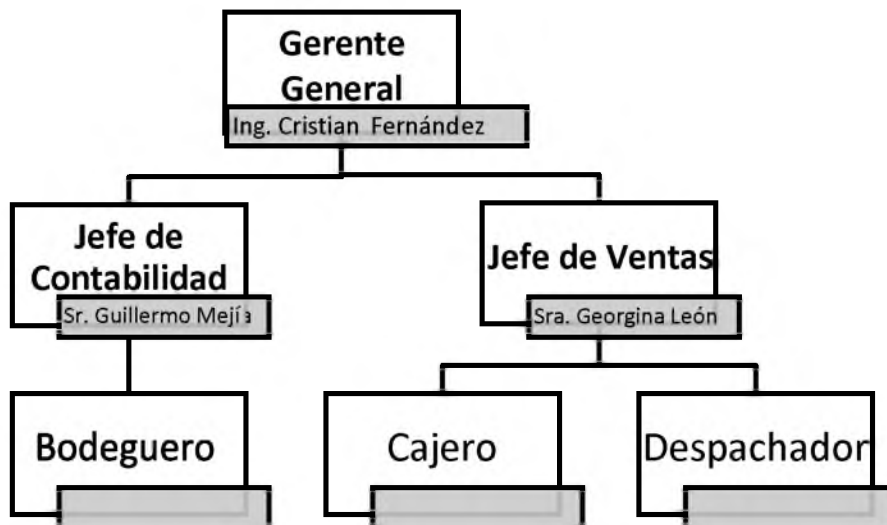 Gerente
General
Ing. Cristian Fernández
Jefe de
Contabilidad
Sr. Guillermo Mejía
Jefe de Ventas
Sra. Georgina León
Bodeguero
Cajero
Despachador